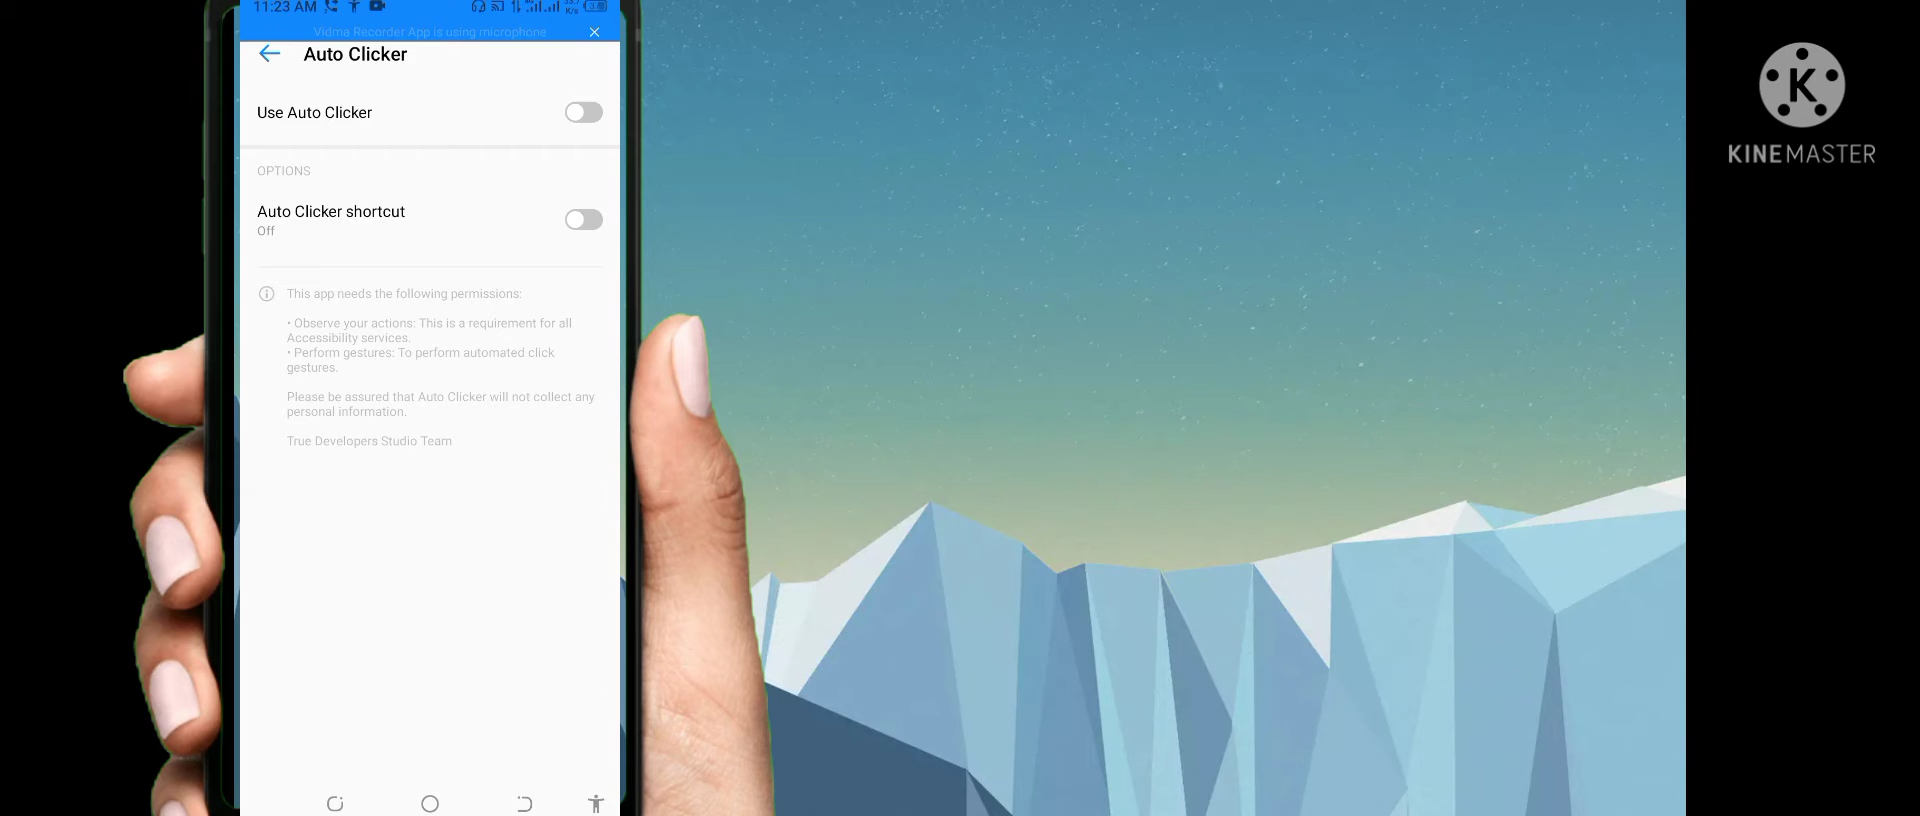 11:23 AM
Vidma Recorder App is using microphone
Auto Clicker
Use Auto Clicker
OPTIONS
Auto Clicker shortcut
Off
This app needs the following permissions:
• Observe your actions: This is a requirement for all
Accessibility services.
• Perform gestures: To perform automated click
gestures.
Please be assured that Auto Clicker will not collect any
personal information.
True Developers Studio Team
K
KINEMASTER